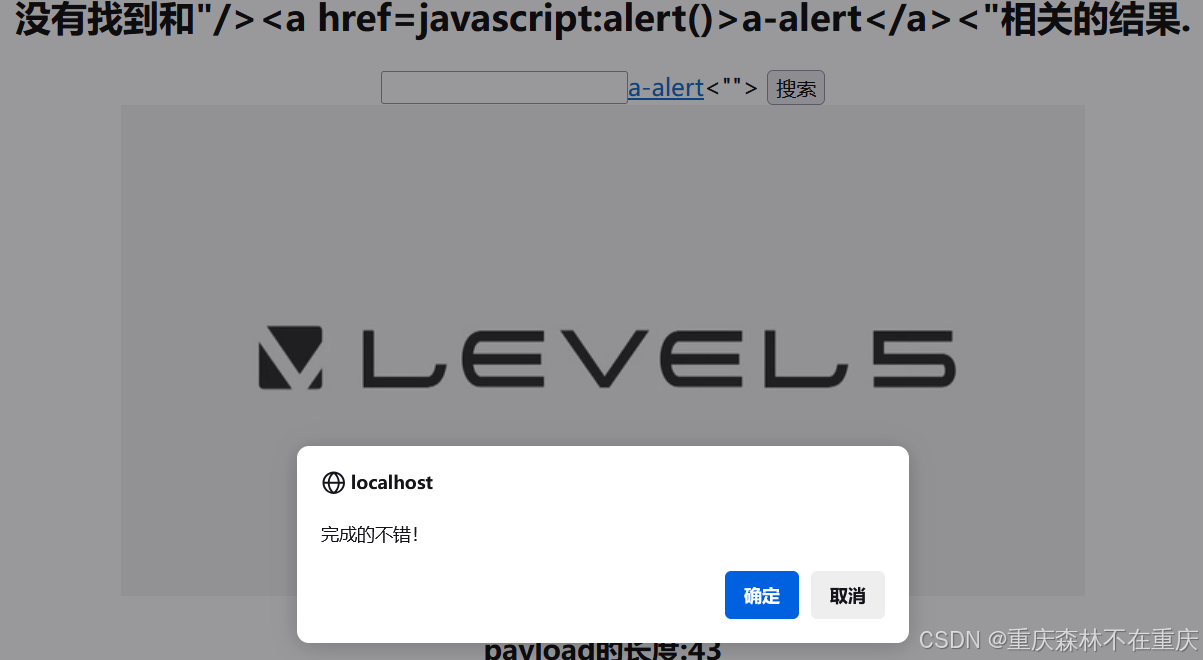 没有找到和"/><a href=javascript:alert()>a-alert</a><"相关的结果.
a-alert<""> 搜索
LEVEL5
localhost
完成的不错！
确定 取消
payload的长度:43
CSDN @重庆森林不在重庆